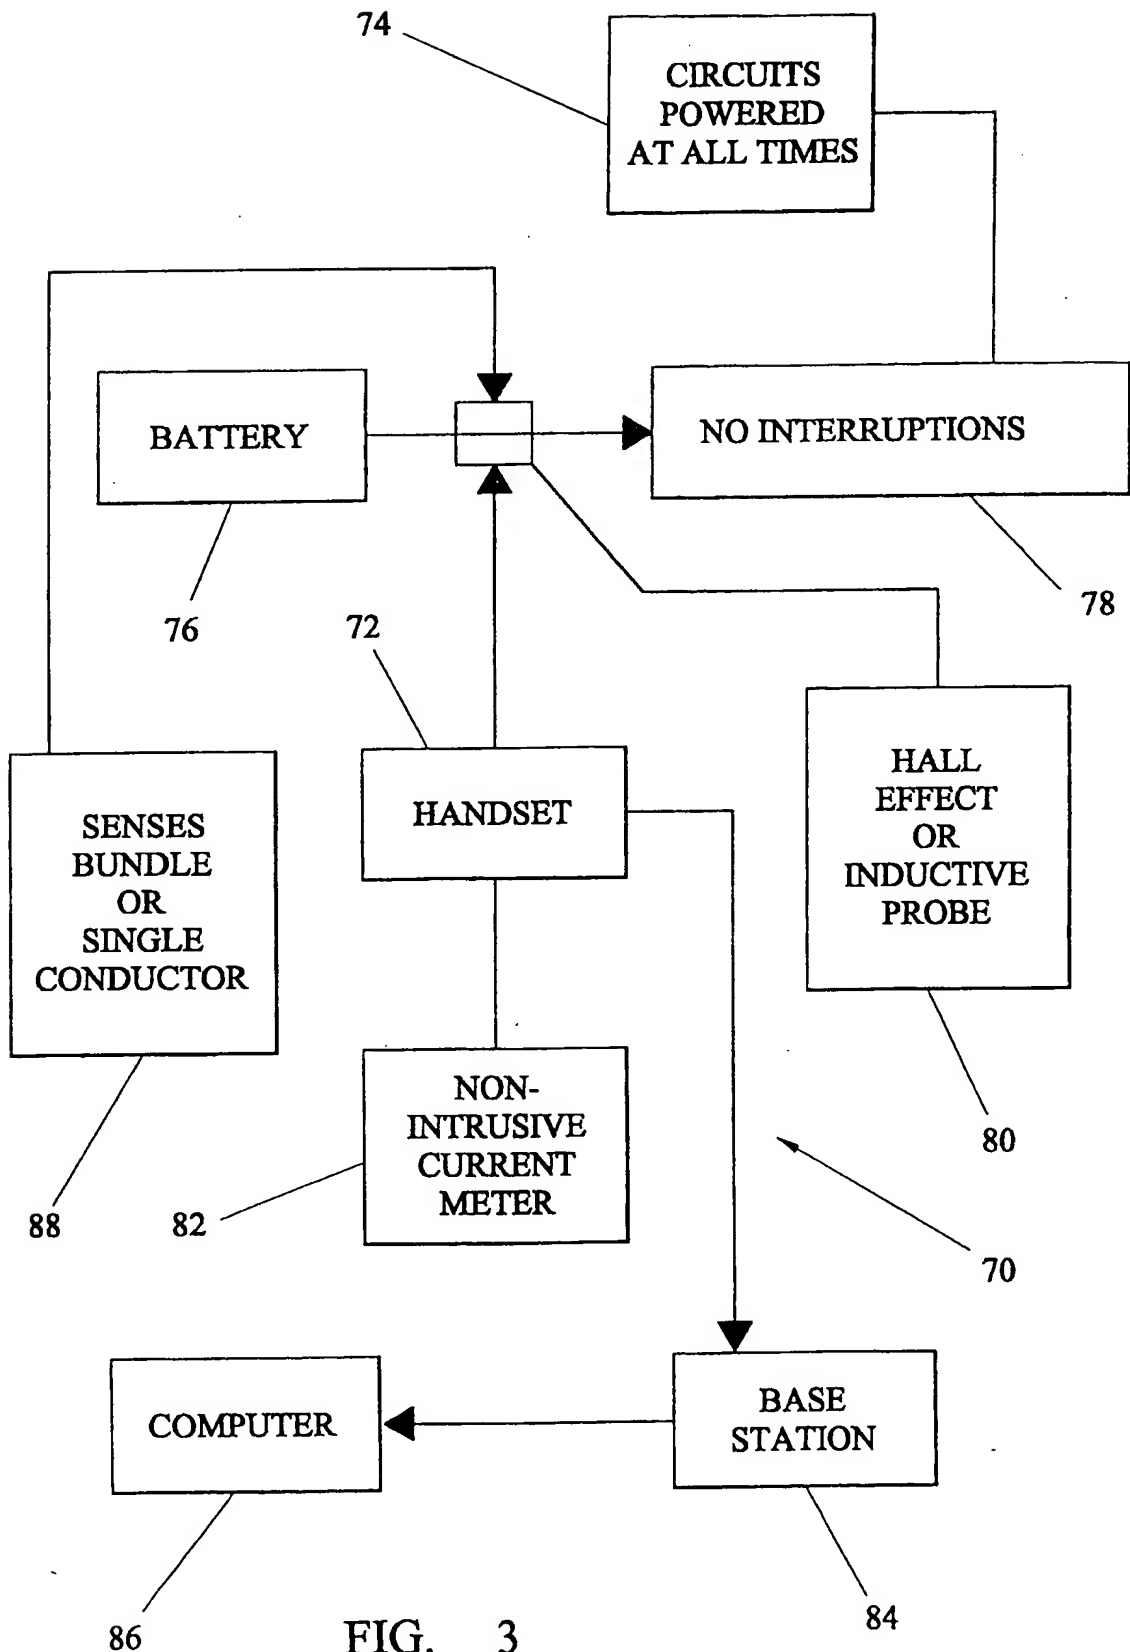 74
CIRCUITS
POWERED
AT ALL TIMES
BATTERY
NO INTERRUPTIONS
76
72
78
SENSES
BUNDLE
OR
SINGLE
CONDUCTOR
HANDSET
HALL
EFFECT
OR
INDUCTIVE
PROBE
NON-
INTRUSIVE
CURRENT
METER
88
82
80
70
COMPUTER
BASE
STATION
86
84
FIG. 3